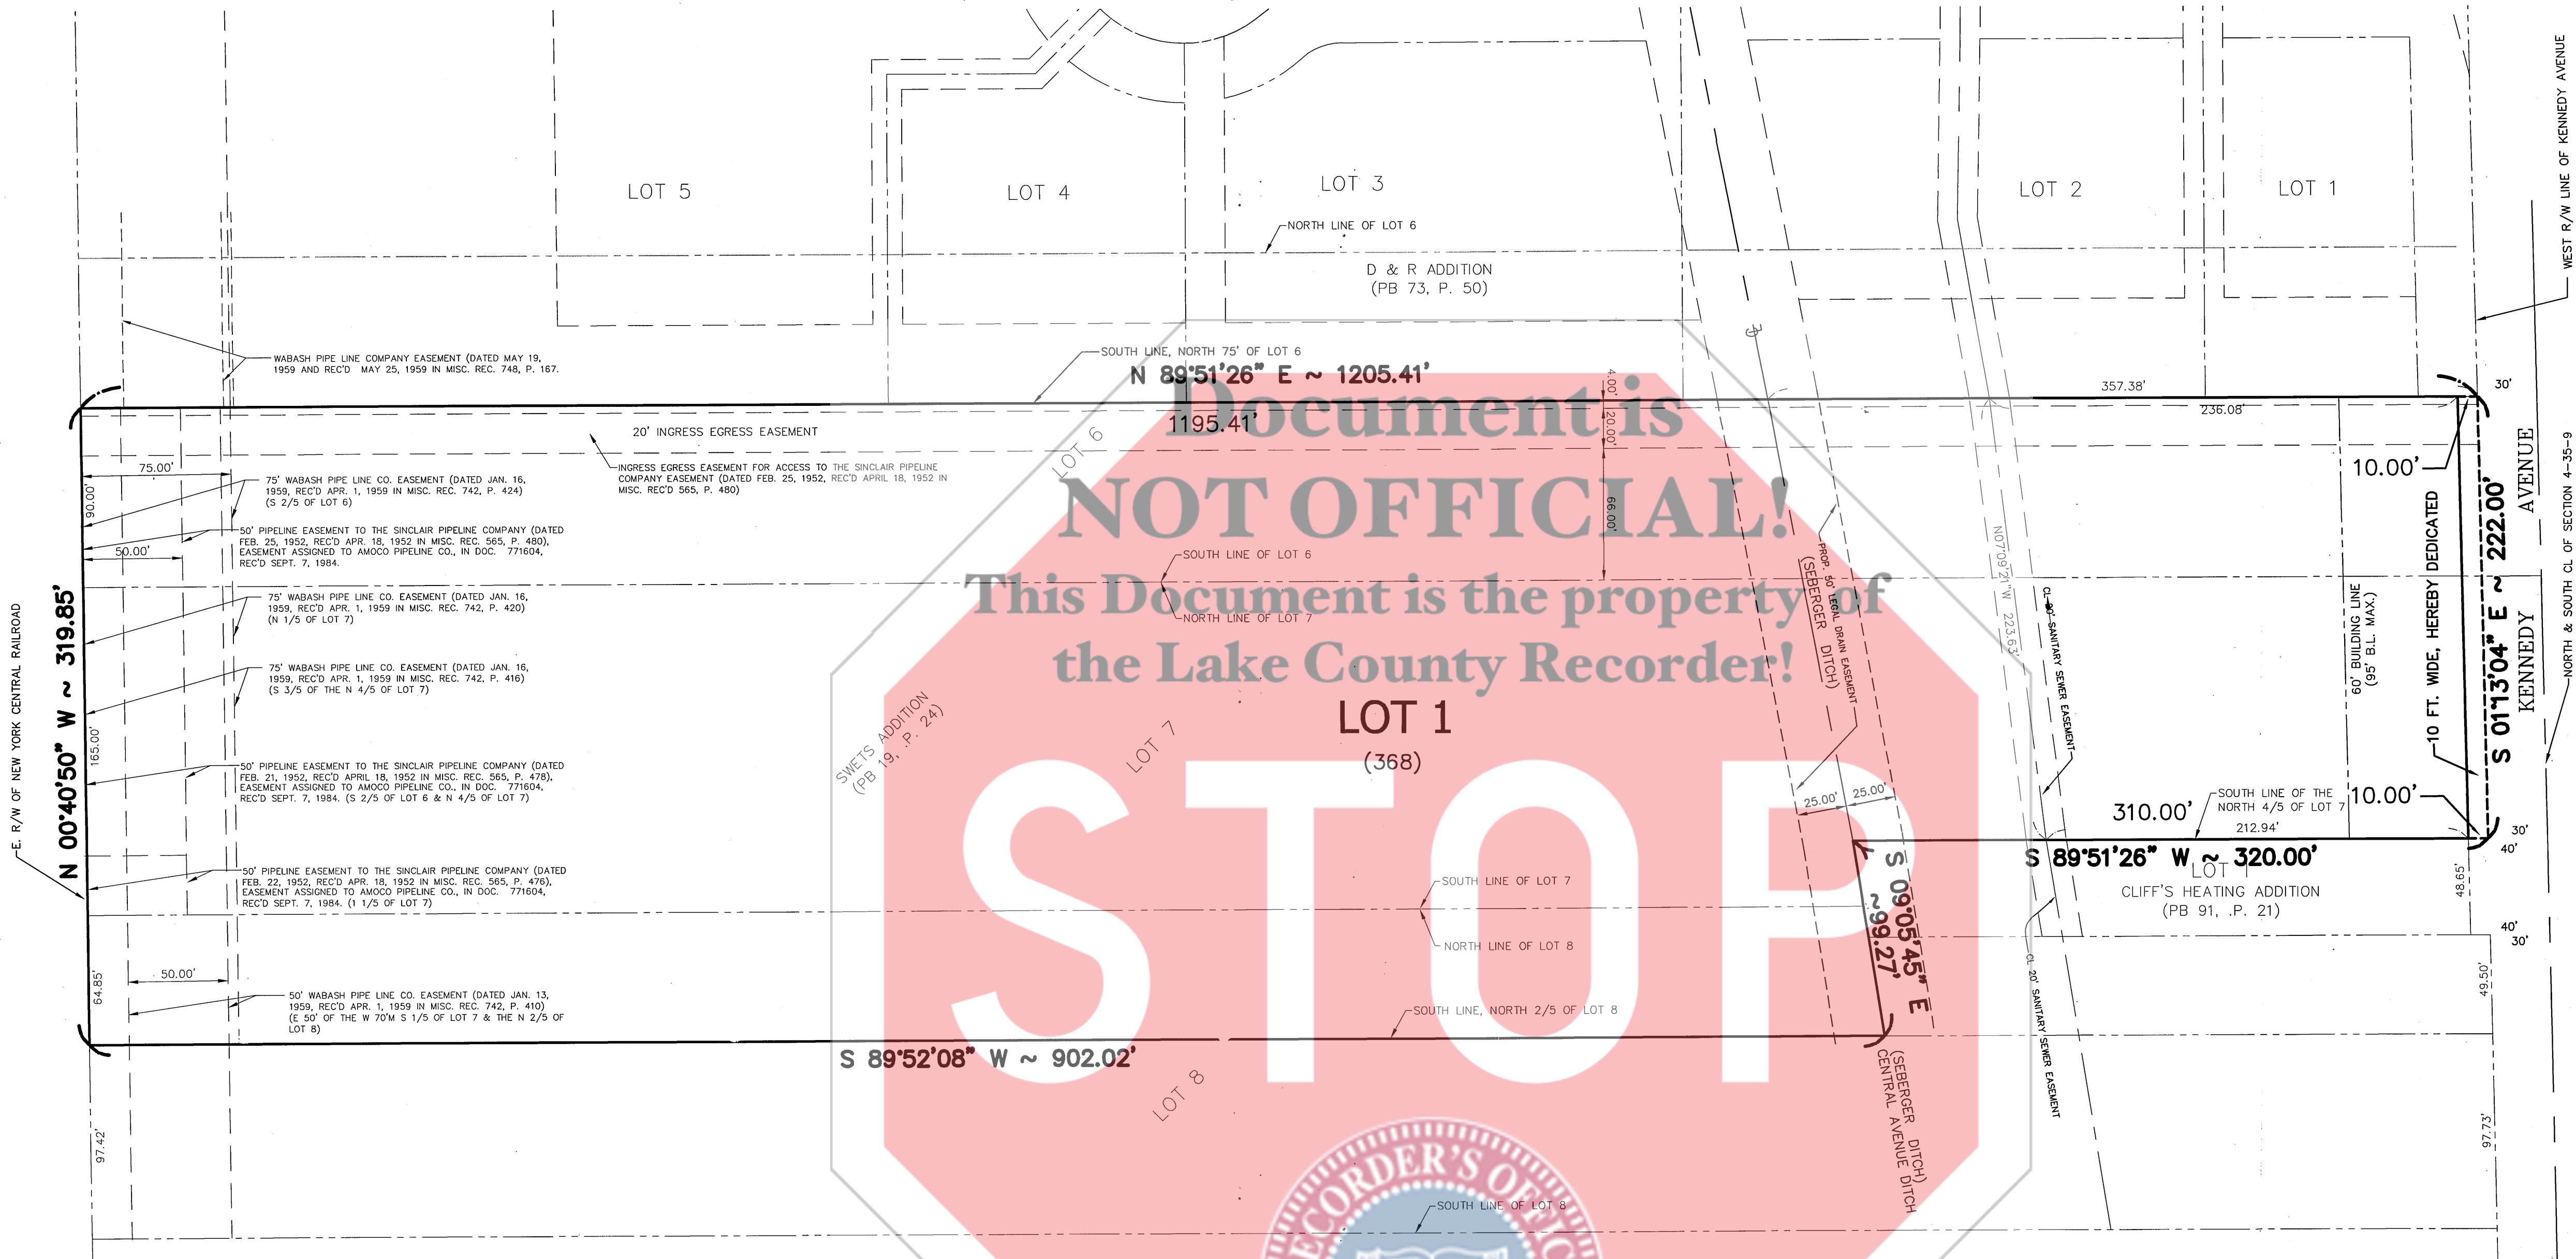 LOT 5
LOT 4
LOT 3
LOT 2
LOT 1
WEST R/W LINE OF KENNEDY AVENUE
NORTH LINE OF LOT 6
D & R ADDITION
(PB 73, P. 50)
WABASH PIPE LINE COMPANY EASEMENT (DATED MAY 19,
1959 AND REC'D MAY 25, 1959 IN MISC. REC. 748, P. 167.
SOUTH LINE, NORTH 75' OF LOT 6
N 89°51'26" E ~ 1205.41'
4.00'
357.38'
30'
236.08'
1195.41'
20.00'
20' INGRESS EGRESS EASEMENT
LOT 6
INGRESS EGRESS EASEMENT FOR ACCESS TO THE SINCLAIR PIPELINE
COMPANY EASEMENT (DATED FEB. 25, 1952, REC'D APRIL 18, 1952 IN
MISC. REC'D 565, P. 480)
75.00'
90.00'
75' WABASH PIPE LINE CO. EASEMENT (DATED JAN. 16,
1959, REC'D APR. 1, 1959 IN MISC. REC. 742, P. 424)
(S 2/5 OF LOT 6)
50' PIPELINE EASEMENT TO THE SINCLAIR PIPELINE COMPANY (DATED
FEB. 25, 1952, REC'D APR. 18, 1952 IN MISC. REC. 565, P. 480),
EASEMENT ASSIGNED TO AMOCO PIPELINE CO., IN DOC. 771604,
REC'D SEPT. 7, 1984.
50.00'
Document is
NOT OFFICIAL!
This Document is the property of
the Lake County Recorder!
STOP
66.00'
SOUTH LINE OF LOT 6
NORTH LINE OF LOT 7
PROP. 50' LEGAL DRAIN EASEMENT
(SEBERGER DITCH)
N07°09'21"W 223.63'
CL 20' SANITARY SEWER EASEMENT
60' BUILDING LINE
(95' B.L. MAX.)
10.00'
10 FT. WIDE, HEREBY DEDICATED
S 01°13'04" E ~ 222.00'
KENNEDY AVENUE
NORTH & SOUTH CL OF SECTION 4-35-9
E. R/W OF NEW YORK CENTRAL RAILROAD
N 00°40'50" W ~ 319.85'
75' WABASH PIPE LINE CO. EASEMENT (DATED JAN. 16,
1959, REC'D APR. 1, 1959 IN MISC. REC. 742, P. 420)
(N 1/5 OF LOT 7)
75' WABASH PIPE LINE CO. EASEMENT (DATED JAN. 16,
1959, REC'D APR. 1, 1959 IN MISC. REC. 742, P. 416)
(S 3/5 OF THE N 4/5 OF LOT 7)
165.00'
50' PIPELINE EASEMENT TO THE SINCLAIR PIPELINE COMPANY (DATED
FEB. 21, 1952, REC'D APRIL 18, 1952 IN MISC. REC. 565, P. 478),
EASEMENT ASSIGNED TO AMOCO PIPELINE CO., IN DOC. 771604,
REC'D SEPT. 7, 1984. (S 2/5 OF LOT 6 & N 4/5 OF LOT 7)
SWETS ADDITION
(PB 19, .P. 24)
LOT 7
LOT 1
(368)
25.00'
25.00'
310.00'
SOUTH LINE OF THE
NORTH 4/5 OF LOT 7
10.00'
212.94'
30'
40'
S 89°51'26" W ~ 320.00'
LOT 1
CLIFF'S HEATING ADDITION
(PB 91, .P. 21)
48.65'
50' PIPELINE EASEMENT TO THE SINCLAIR PIPELINE COMPANY (DATED
FEB. 22, 1952, REC'D APR. 18, 1952 IN MISC. REC. 565, P. 476),
EASEMENT ASSIGNED TO AMOCO PIPELINE CO., IN DOC. 771604,
REC'D SEPT. 7, 1984. (1 1/5 OF LOT 7)
SOUTH LINE OF LOT 7
NORTH LINE OF LOT 8
S 09°05'45" E
~99.27'
40'
30'
49.50'
64.85'
50.00'
50' WABASH PIPE LINE CO. EASEMENT (DATED JAN. 13,
1959, REC'D APR. 1, 1959 IN MISC. REC. 742, P. 410)
(E 50' OF THE W 70'M S 1/5 OF LOT 7 & THE N 2/5 OF
LOT 8)
SOUTH LINE, NORTH 2/5 OF LOT 8
S 89°52'08" W ~ 902.02'
LOT 8
CL 20' SANITARY SEWER EASEMENT
(SEBERGER DITCH)
CENTRAL AVENUE DITCH
97.42'
97.73'
RECORDER'S OFFIC
SOUTH LINE OF LOT 8